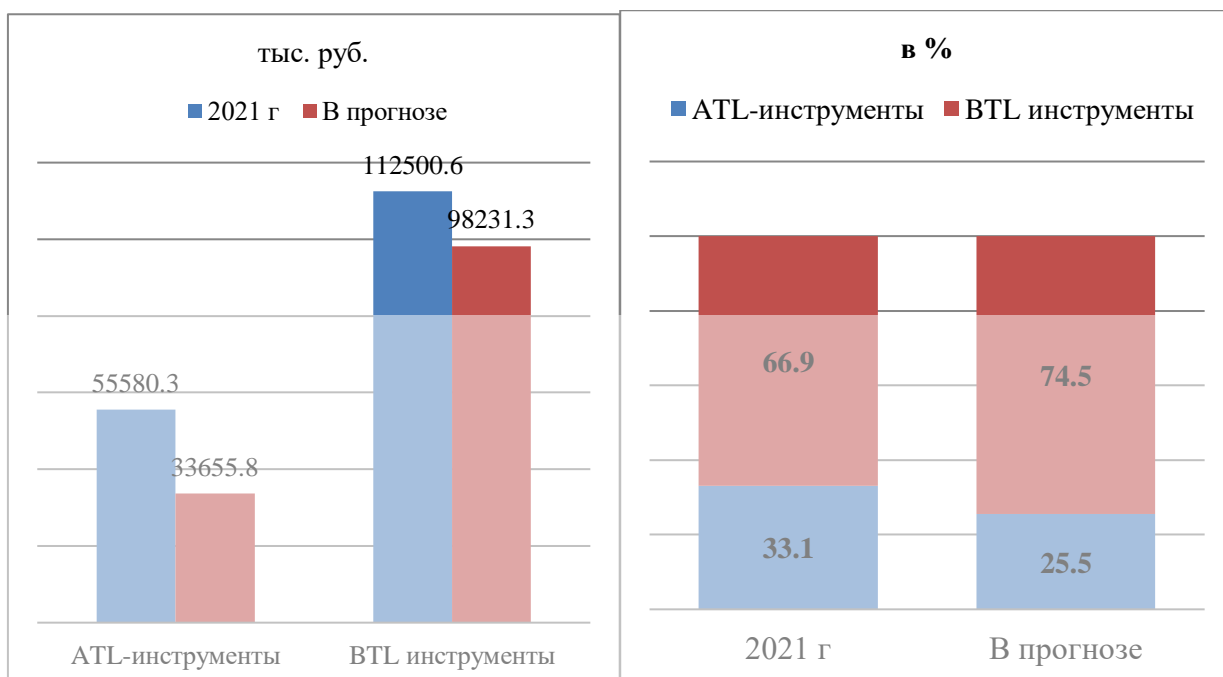 тыс. руб.
2021 г В прогнозе
112500.6
98231.3
55580.3
33655.8
ATL-инструменты BTL инструменты
в %
ATL-инструменты BTL инструменты
66.9 74.5
33.1 25.5
2021 г В прогнозе